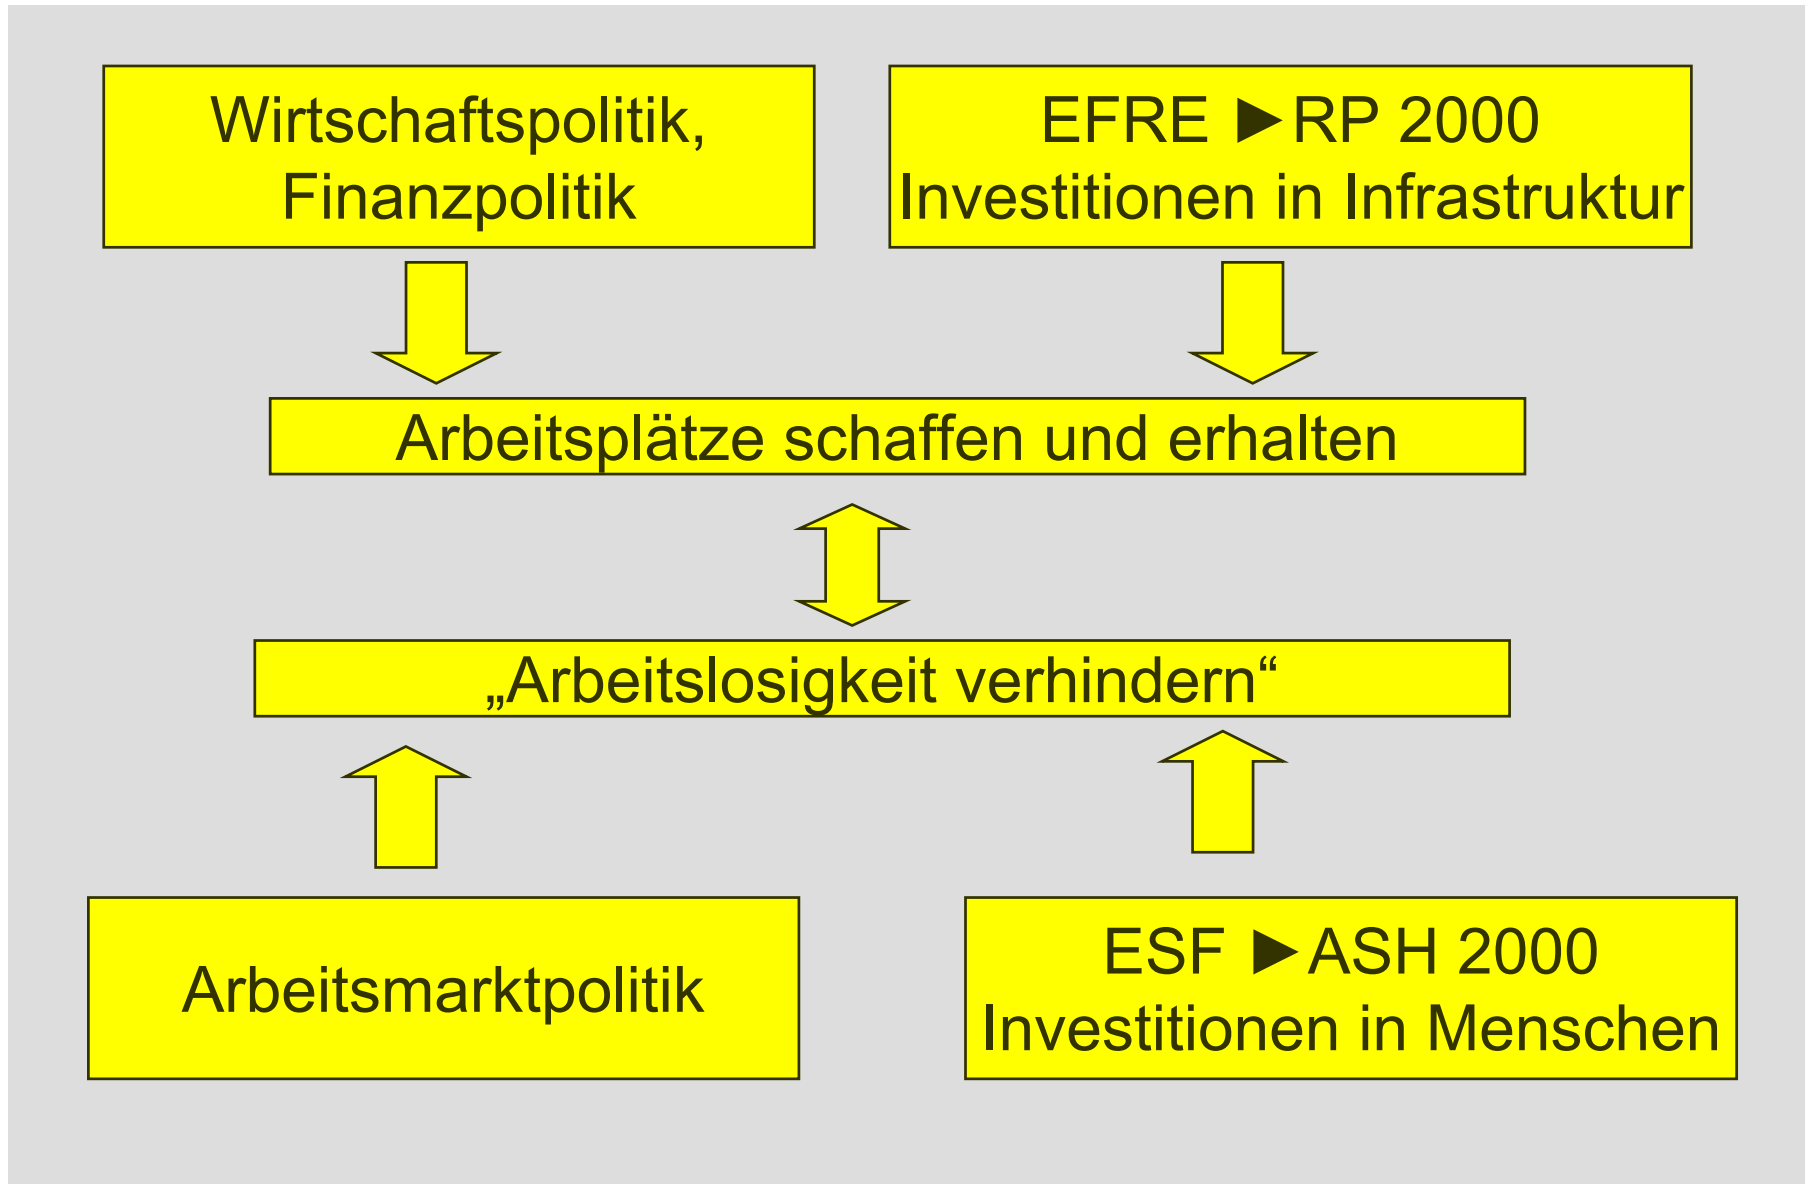 Wirtschaftspolitik,
Finanzpolitik
EFRE ►RP 2000
Investitionen in Infrastruktur
Arbeitsplätze schaffen und erhalten
„Arbeitslosigkeit verhindern“
Arbeitsmarktpolitik
ESF ►ASH 2000
Investitionen in Menschen